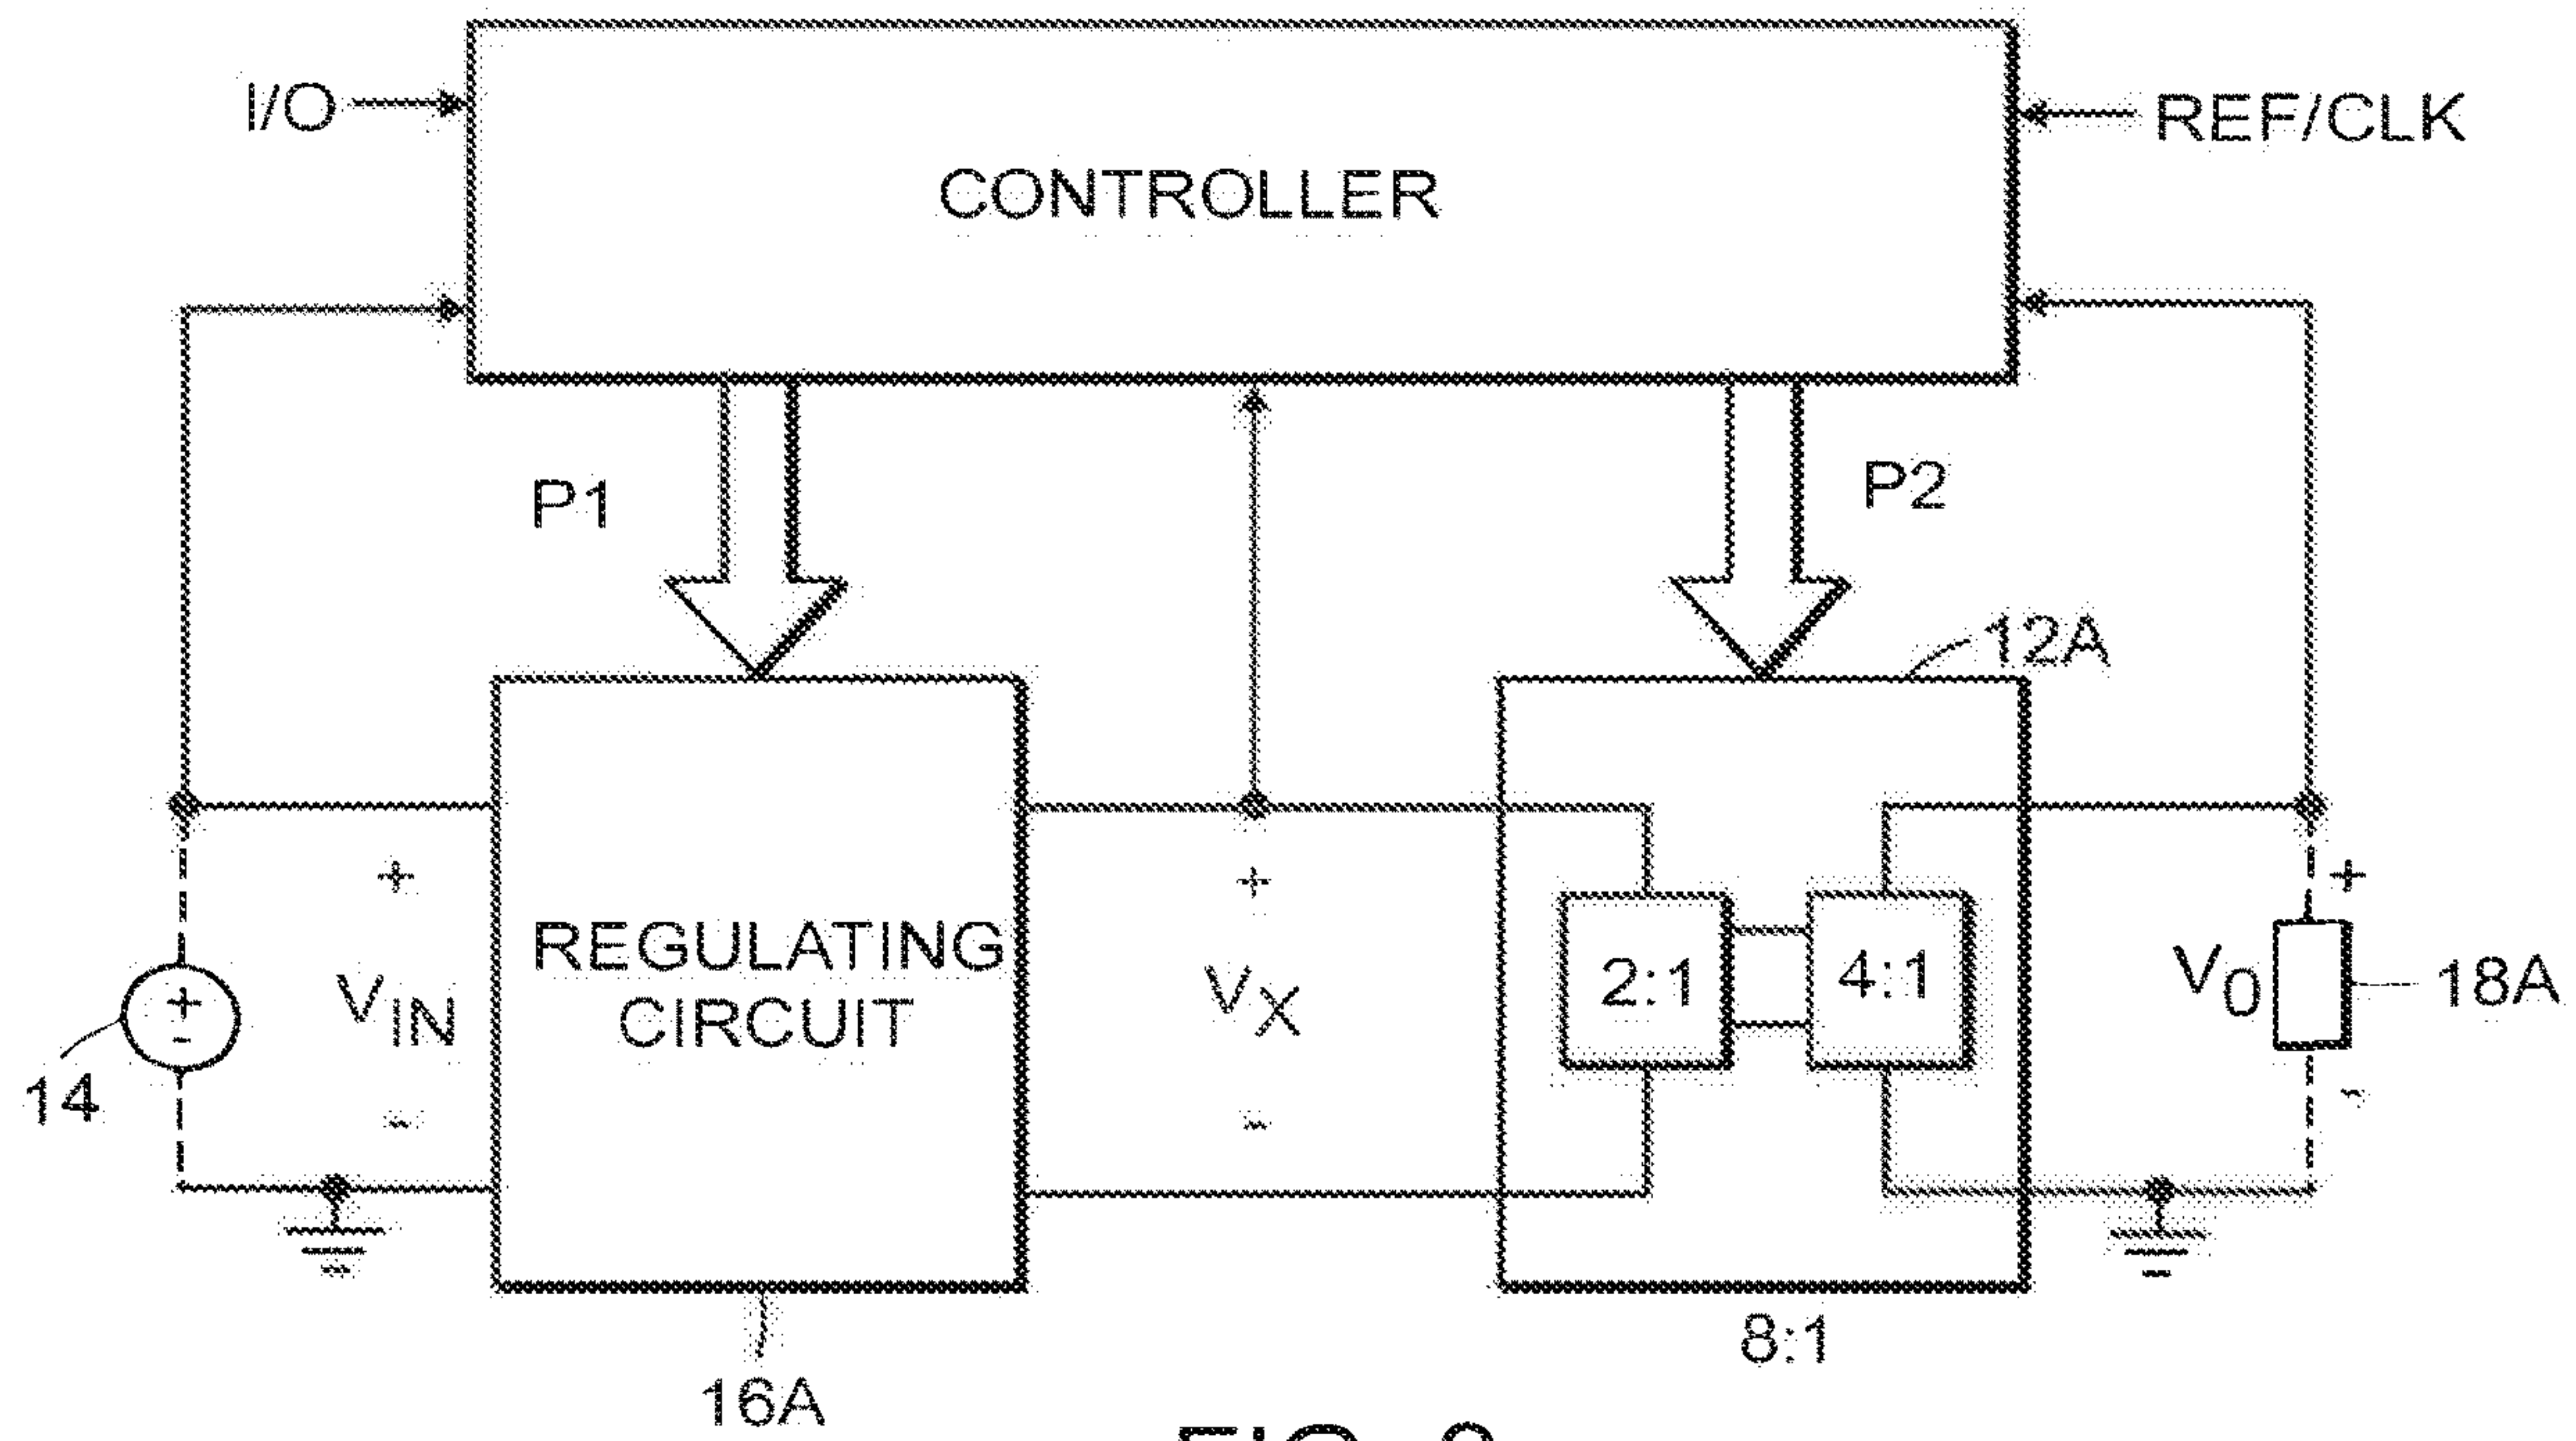 I/O
REF/CLK
CONTROLLER
P1
P2
12A
+
+
+
REGULATING
CIRCUIT
VIN
VX
2:1
4:1
VO
18A
+
-
14
-
-
-
8:1
16A